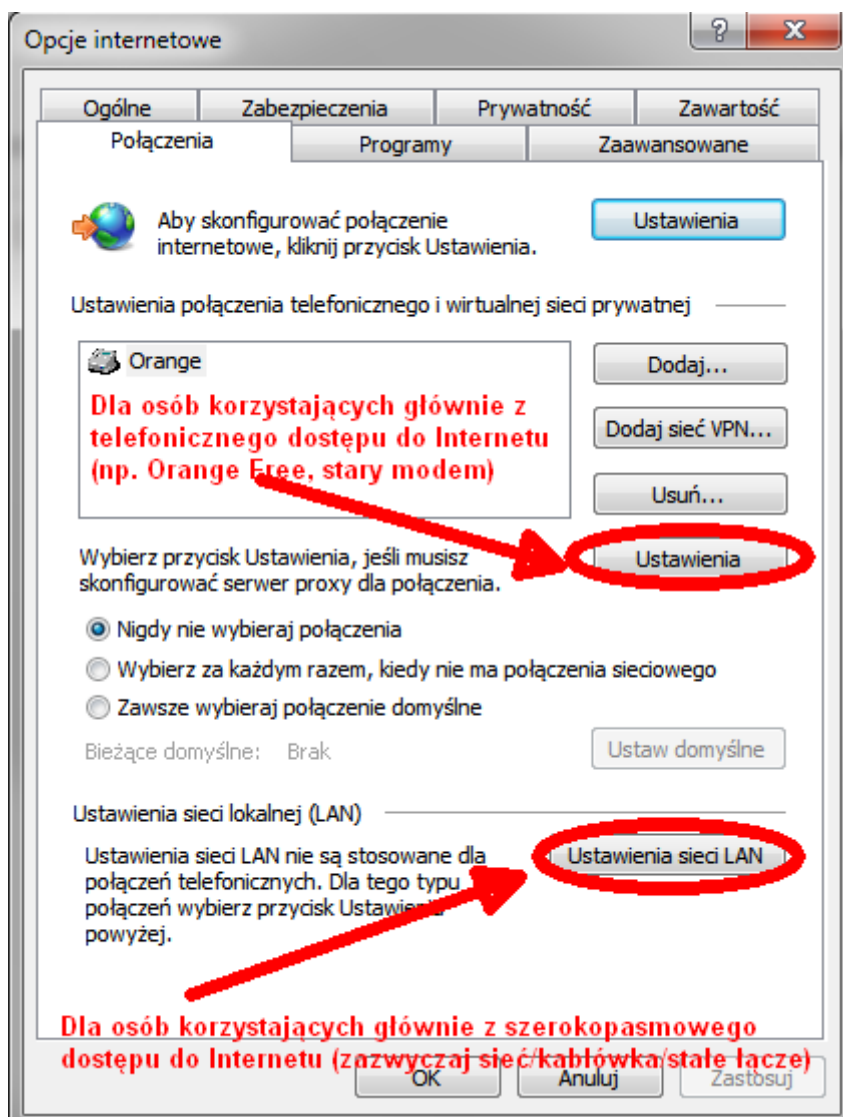 Opcje internetowe
Ogólne Zabezpieczenia Prywatność Zawartość
Połączenia Programy Zaawansowane
Aby skonfigurować połączenie
internetowe, kliknij przycisk Ustawienia.
Ustawienia
Ustawienia połączenia telefonicznego i wirtualnej sieci prywatnej
Orange
Dla osób korzystających głównie z
telefonicznego dostępu do Internetu
(np. Orange Free, stary modem)
Dodaj...
Dodaj sieć VPN...
Usuń...
Wybierz przycisk Ustawienia, jeśli musisz
skonfigurować serwer proxy dla połączenia.
Ustawienia
Nigdy nie wybieraj połączenia
Wybierz za każdym razem, kiedy nie ma połączenia sieciowego
Zawsze wybieraj połączenie domyślne
Bieżące domyślne: Brak
Ustaw domyślne
Ustawienia sieci lokalnej (LAN)
Ustawienia sieci LAN nie są stosowane dla
połączeń telefonicznych. Dla tego typu
połączeń wybierz przycisk Ustawienia
powyżej.
Ustawienia sieci LAN
Dla osób korzystających głównie z szerokopasmowego
dostępu do Internetu (zazwyczaj sieć/kablówka/stałe łącze)
OK Anuluj Zastosuj